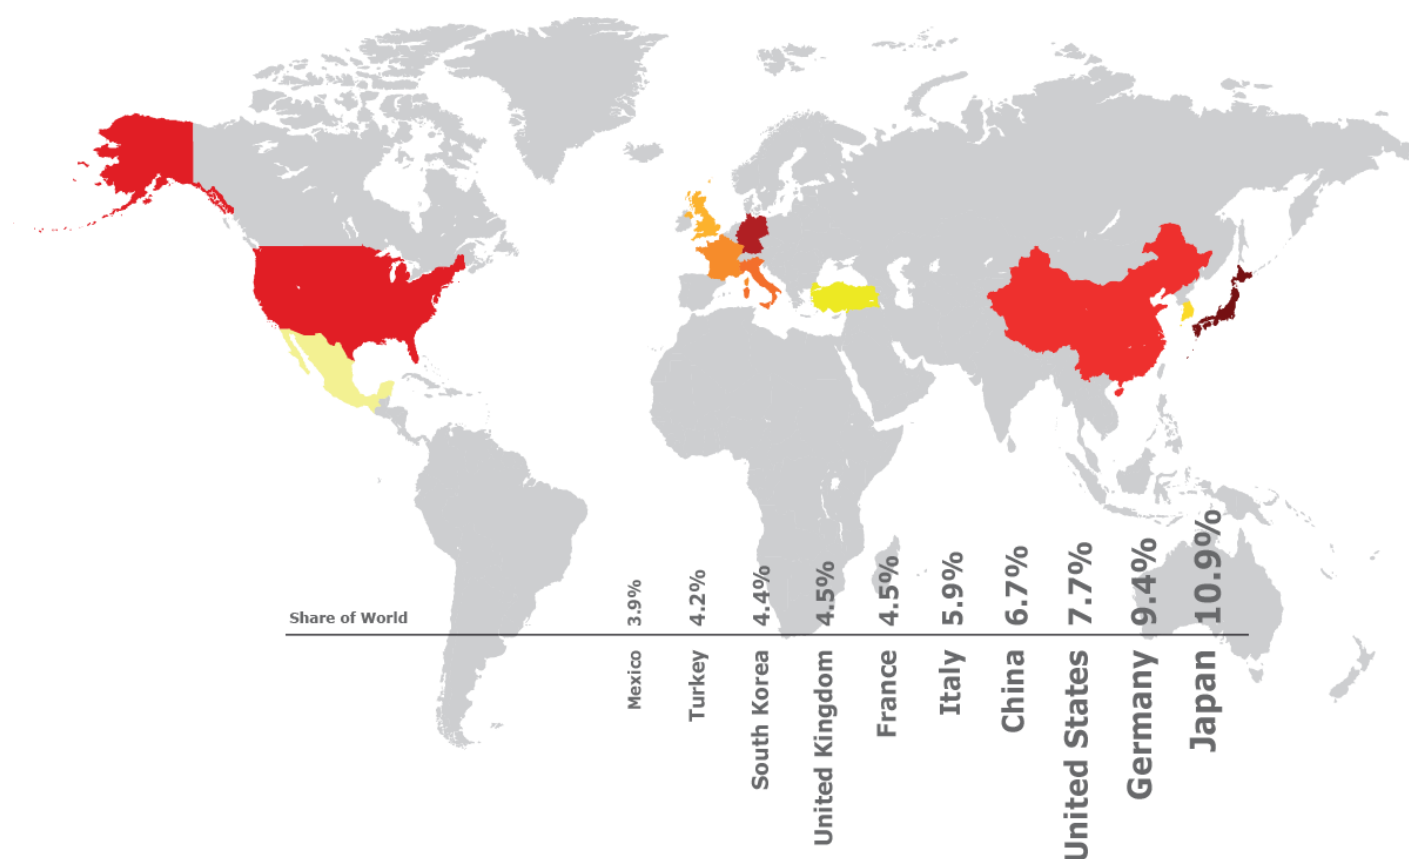 Share of World
3.9%
4.2%
4.4%
4.5%
4.5%
5.9%
6.7%
7.7%
9.4%
10.9%
Mexico
Turkey
South Korea
United Kingdom
France
Italy
China
United States
Germany
Japan